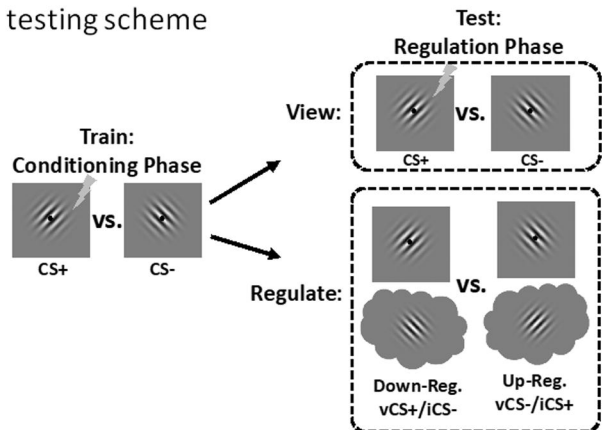 testing scheme
Test:
Regulation Phase
View:
vs.
CS+
CS-
Train:
Conditioning Phase
vs.
CS+
CS-
Regulate:
vs.
Down-Reg.
vCS+/iCS-
Up-Reg.
vCS-/iCS+